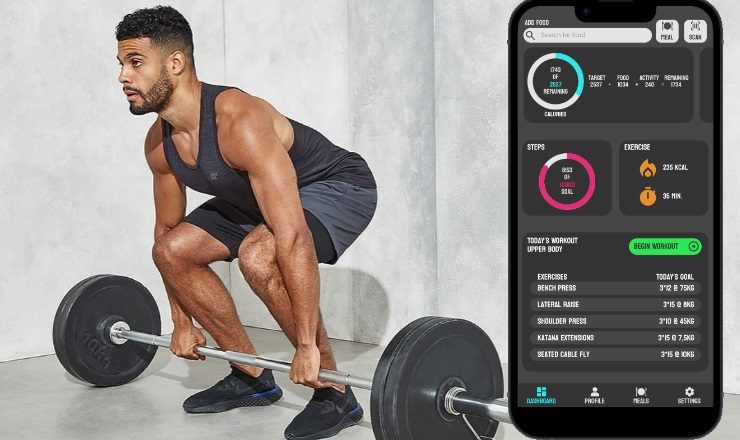 ADD FOOD
Search for food
MEAL
SCAN
1743
OF
2537
REMAINING
CALORIES
TARGET FOOD ACTIVITY REMAINING
2537 - 1034 + 240 = 1734
STEPS
8153
OF
10000
GOAL
EXERCISE
235 KCAL
35 MIN.
TODAY'S WORKOUT
UPPER BODY
BEGIN WORKOUT
EXERCISES TODAY'S GOAL
BENCH PRESS 3*12 @ 75KG
LATERAL RAISE 3*15 @ 8KG
SHOULDER PRESS 3*10 @ 45KG
KATANA EXTENSIONS 3*15 @ 7,5KG
SEATED CABLE FLY 3*15 @ 10KG
DASHBOARD
PROFILE
MEALS
SETTINGS